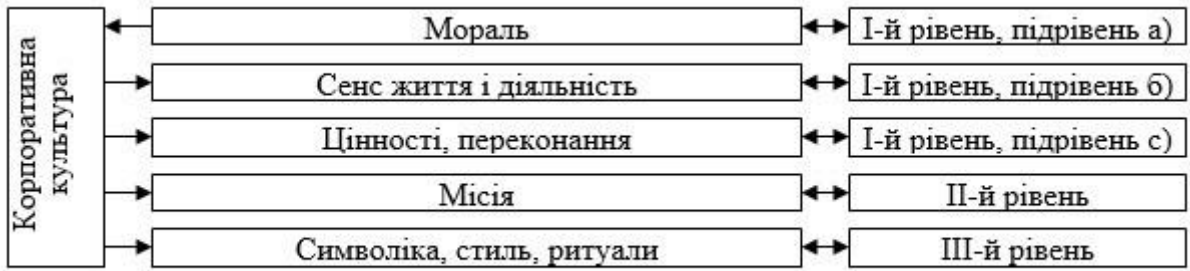 Корпоративна
культура
Мораль
І-й рівень, підрівень а)
Сенс життя і діяльність
І-й рівень, підрівень б)
Цінності, переконання
І-й рівень, підрівень с)
Місія
ІІ-й рівень
Символіка, стиль, ритуали
ІІІ-й рівень